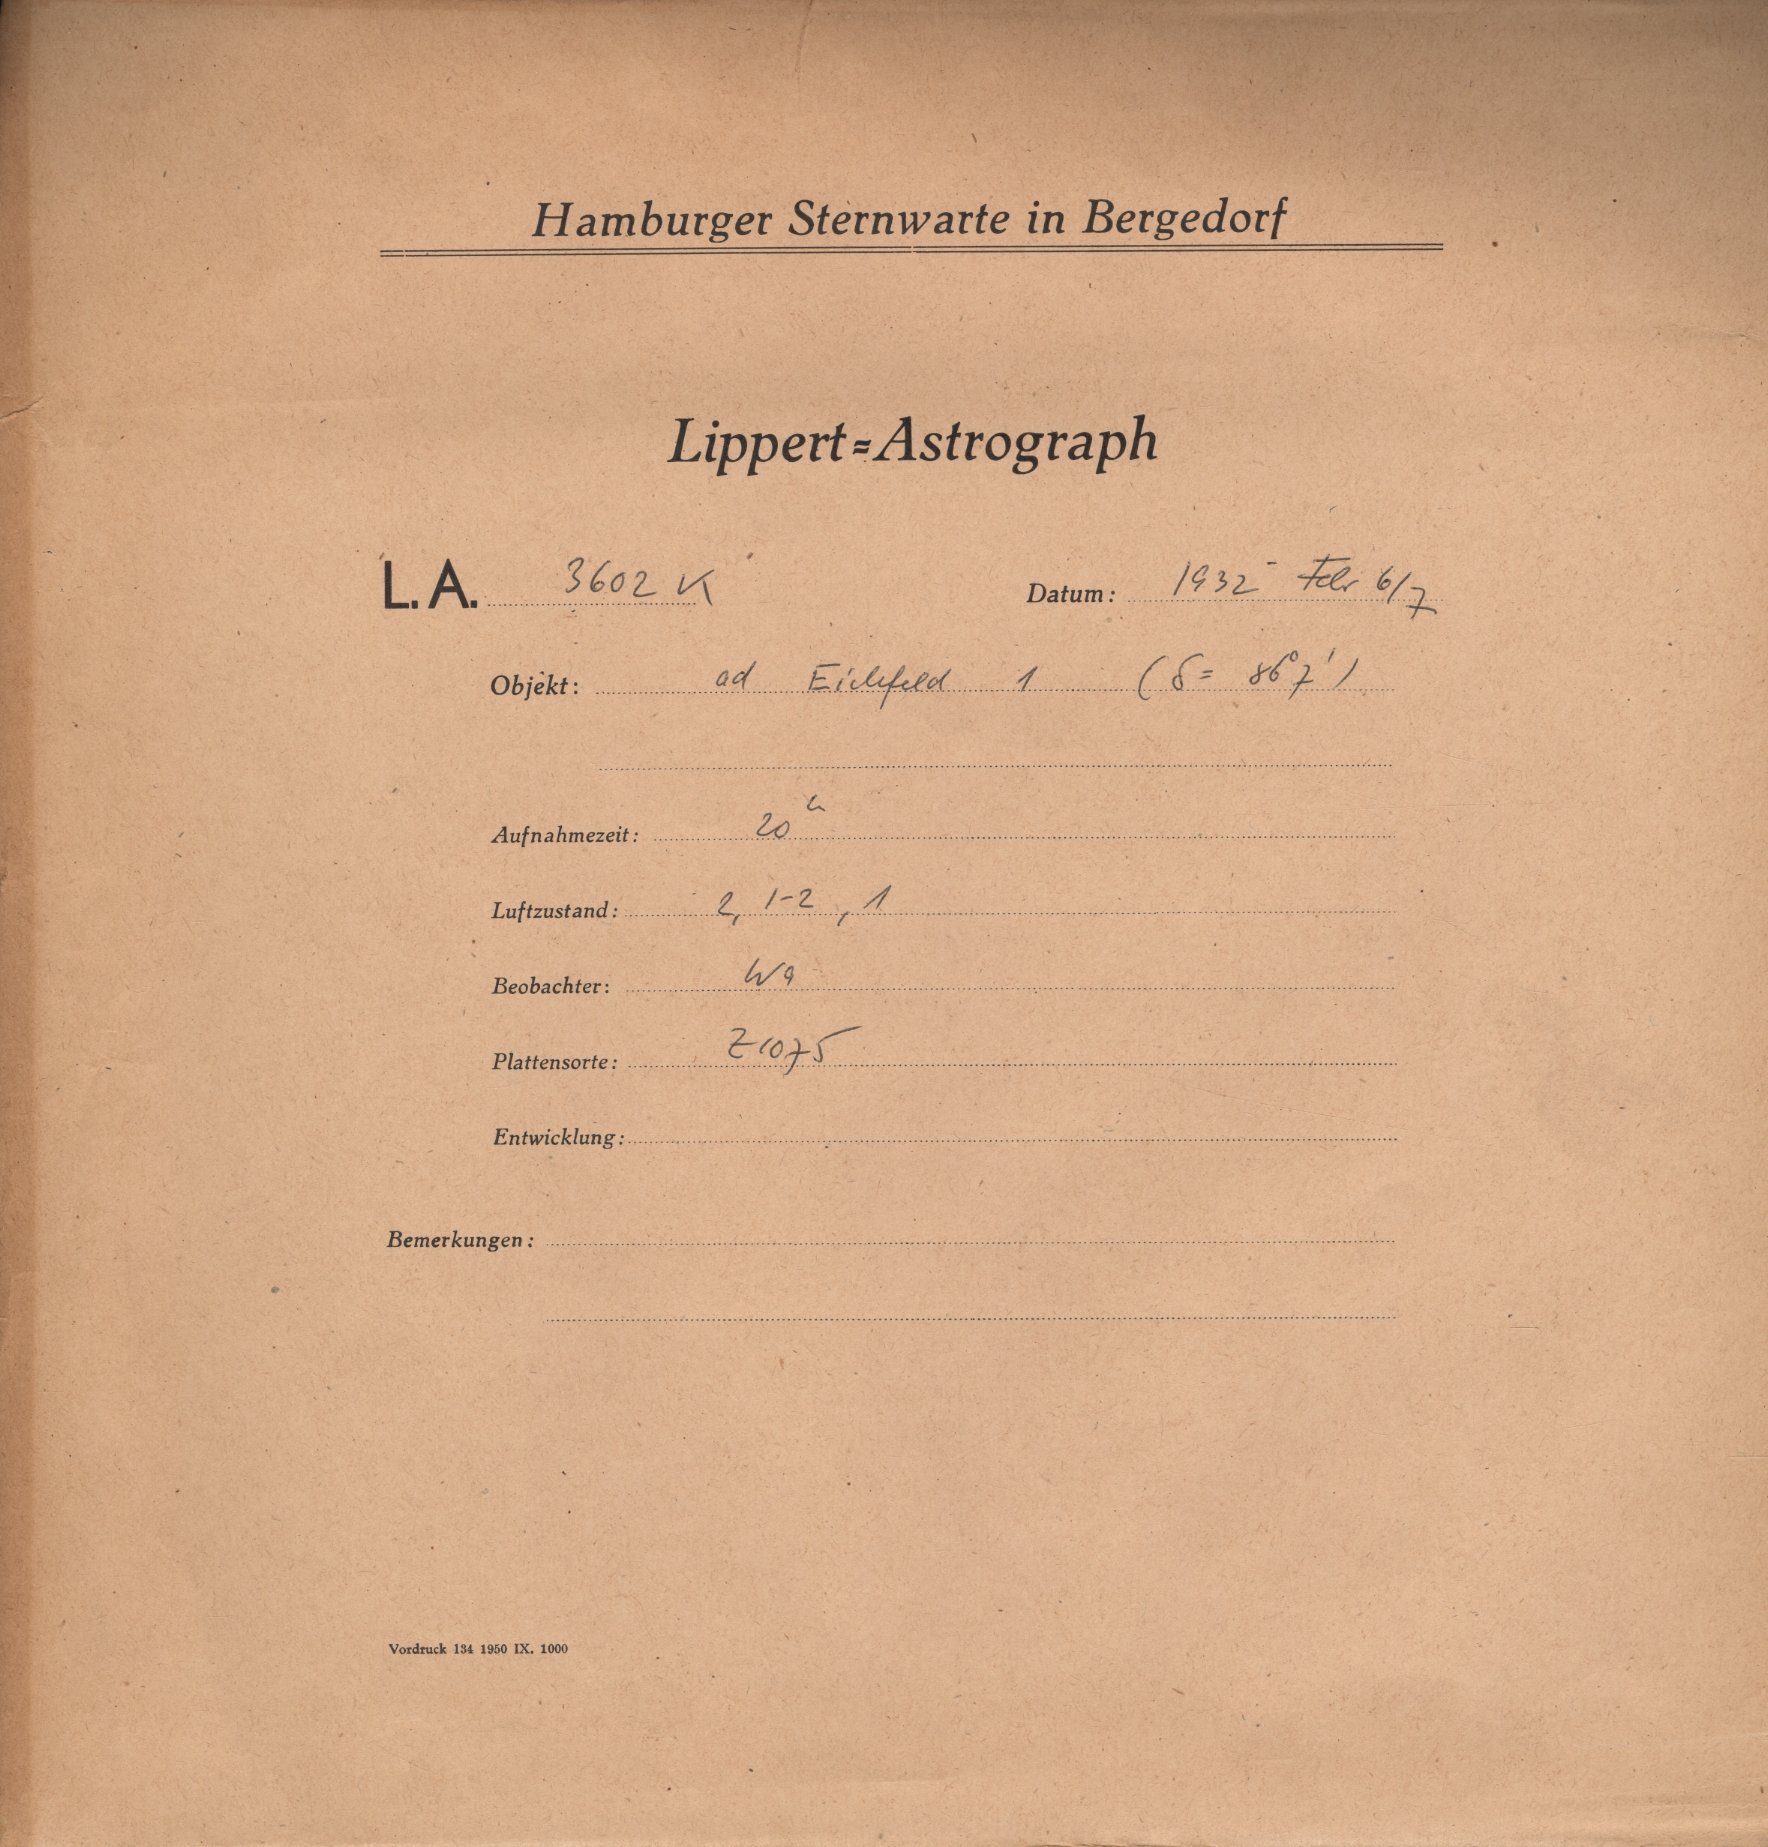 Hamburger Sternwarte in Bergedorf
Lippert=Astrograph
L. A. 3602 K Datum: 1932 Febr 6/7
Objekt: ad Eichfeld 1 (δ= 86°7')
Aufnahmezeit: 20ᵐ
Luftzustand: 2, 1-2, 1
Beobachter: Wa
Plattensorte: Z1075
Entwicklung:
Bemerkungen:
Vordruck 134 1950 IX. 1000